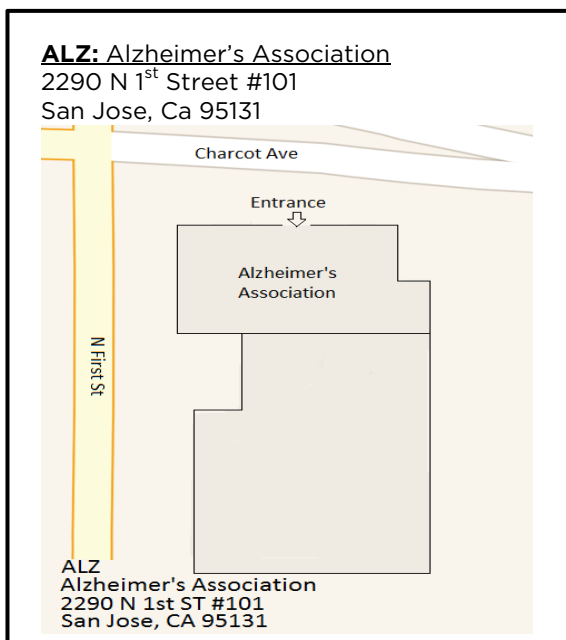 ALZ: Alzheimer’s Association
2290 N 1st Street #101
San Jose, Ca 95131
Charcot Ave
Entrance
Alzheimer's
Association
N First St
ALZ
Alzheimer's Association
2290 N 1st ST #101
San Jose, CA 95131